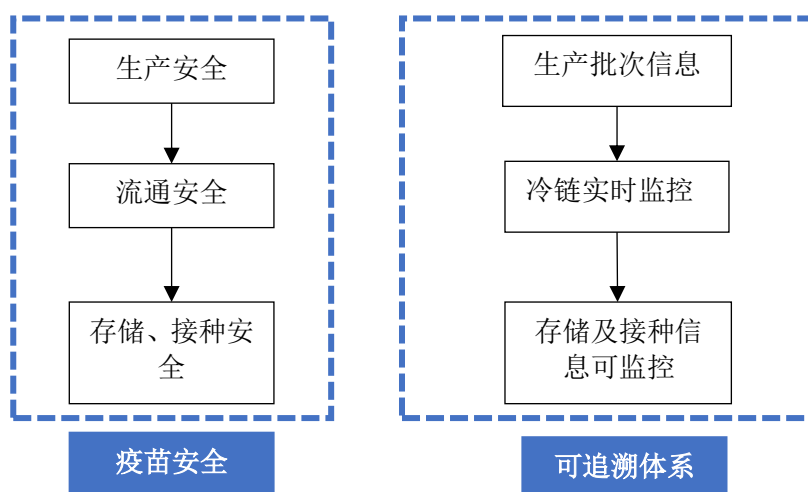 生产安全
流通安全
存储、接种安
全
疫苗安全
生产批次信息
冷链实时监控
存储及接种信
息可监控
可追溯体系